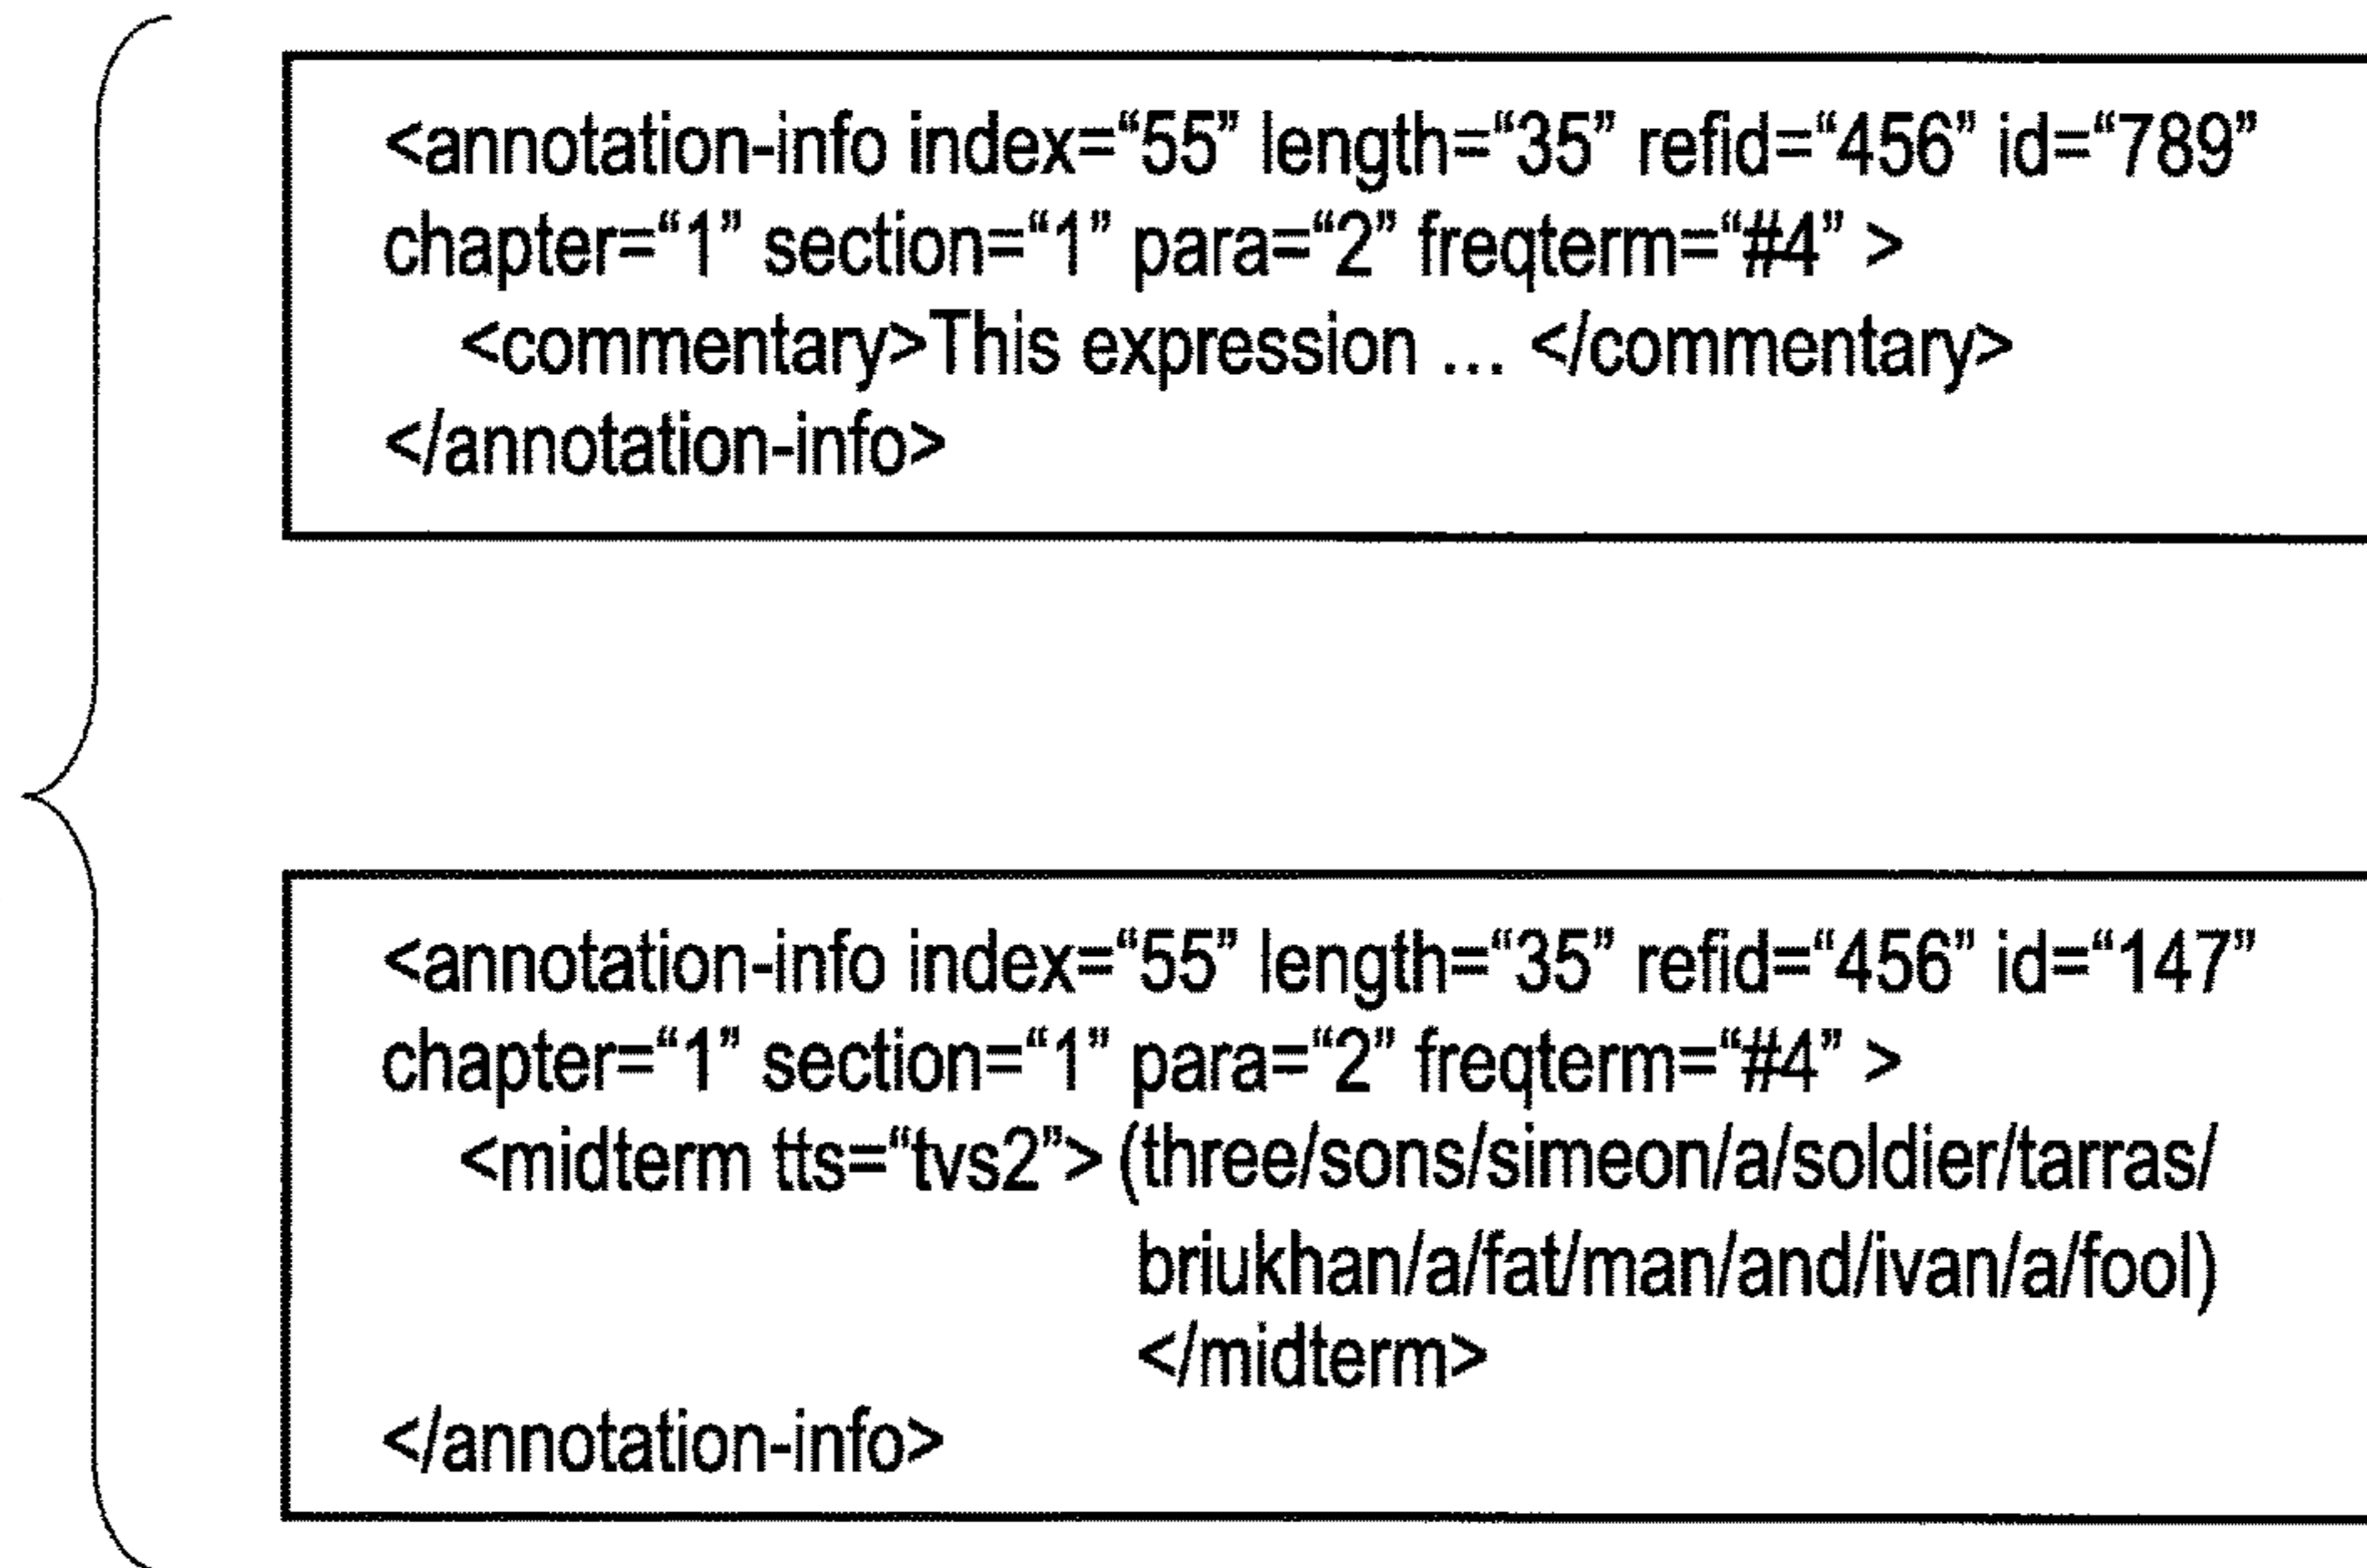 <annotation-info index=“55” length=“35” refid=“456” id=“789”
chapter=“1” section=“1” para=“2” freqterm=“#4” >
<commentary>This expression ... </commentary>
</annotation-info>
<annotation-info index=“55” length=“35” refid=“456” id=“147”
chapter=“1” section=“1” para=“2” freqterm=“#4” >
<midterm tts=“tvs2”> (three/sons/simeon/a/soldier/tarras/
briukhan/a/fat/man/and/ivan/a/fool)
</midterm>
</annotation-info>